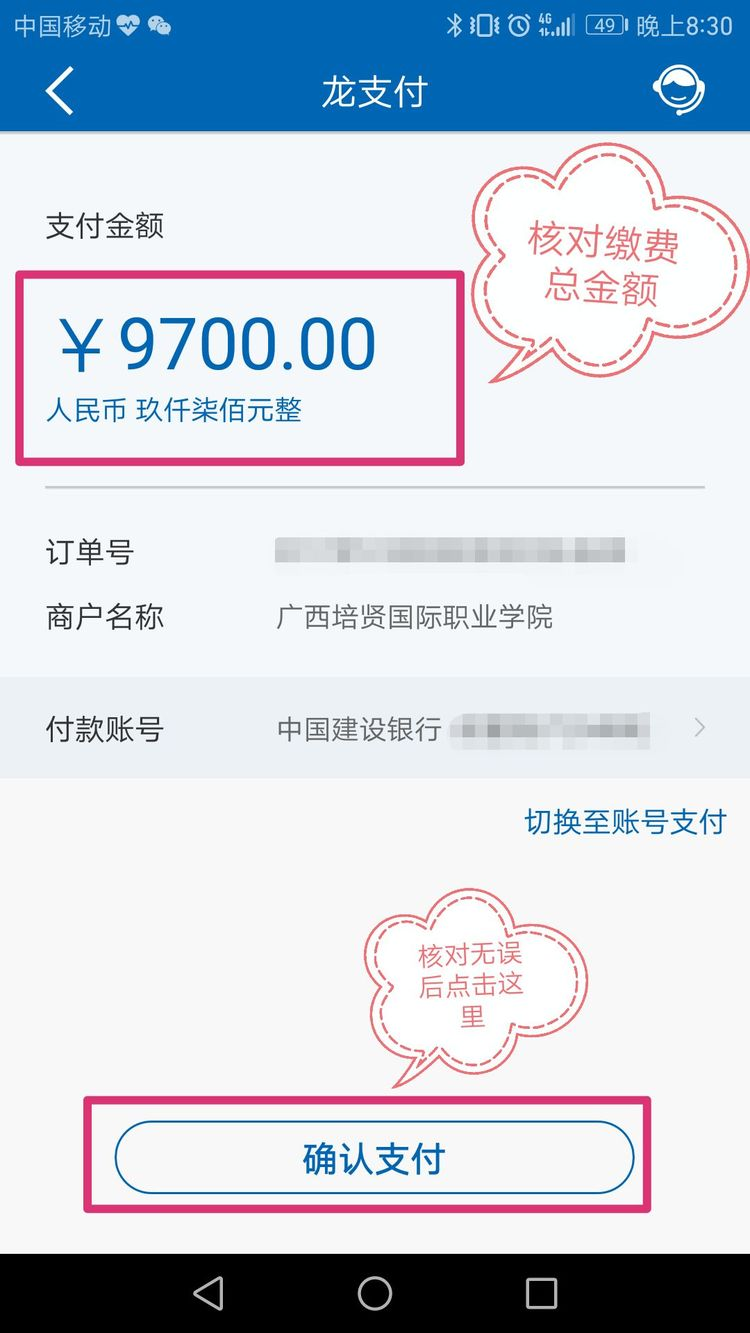 中国移动 4G 49 晚上8:30
龙支付
支付金额
核对缴费
总金额
￥9700.00
人民币 玖仟柒佰元整
订单号
商户名称 广西培贤国际职业学院
付款账号 中国建设银行
切换至账号支付
核对无误
后点击这
里
确认支付